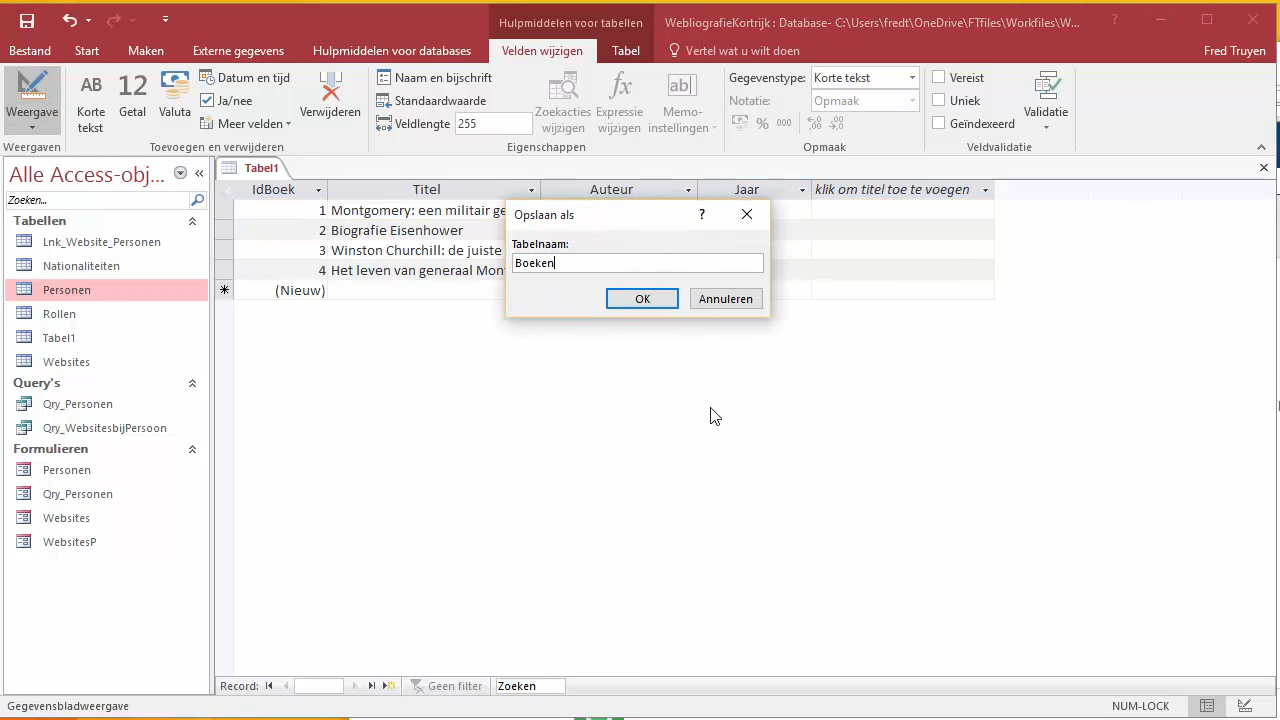 Hulpmiddelen voor tabellen
WebliografieKortrijk : Database- C:\Users\fredt\OneDrive\FTfiles\Workfiles\W...
Bestand Start Maken Externe gegevens Hulpmiddelen voor databases Velden wijzigen Tabel Vertel wat u wilt doen Fred Truyen
Weergave
AB Korte tekst
12 Getal
Valuta
Datum en tijd
Ja/nee
Meer velden
Verwijderen
Naam en bijschrift
Standaardwaarde
Veldlengte 255
Zoekacties wijzigen
fx Expressie wijzigen
ab Memo-instellingen
Gegevenstype: Korte tekst
Notatie: Opmaak
% 000
Vereist
Uniek
Geïndexeerd
Validatie
Weergaven Toevoegen en verwijderen Eigenschappen Opmaak Veldvalidatie
Alle Access-obj...
Zoeken...
Tabellen
Lnk_Website_Personen
Nationaliteiten
Personen
Rollen
Tabel1
Websites
Query's
Qry_Personen
Qry_WebsitesbijPersoon
Formulieren
Personen
Qry_Personen
Websites
WebsitesP
Tabel1
IdBoek Titel Auteur Jaar klik om titel toe te voegen
1 Montgomery: een militair ge
2 Biografie Eisenhower
3 Winston Churchill: de juiste
4 Het leven van generaal Mon
(Nieuw)
Opslaan als ?
Tabelnaam:
Boeken
OK Annuleren
Record: Geen filter Zoeken
Gegevensbladweergave NUM-LOCK